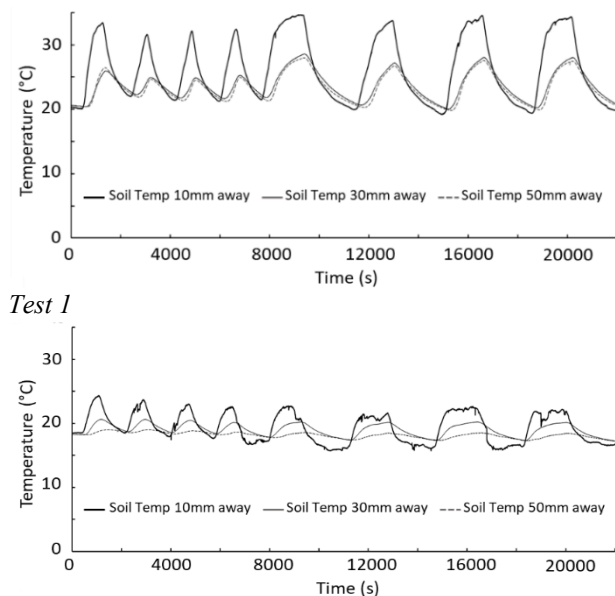 30
20
10
0
Temperature (°C)
Soil Temp 10mm away Soil Temp 30mm away Soil Temp 50mm away
0 4000 8000 12000 16000 20000
Time (s)
Test 1
30
20
10
0
Temperature (°C)
Soil Temp 10mm away Soil Temp 30mm away Soil Temp 50mm away
0 4000 8000 12000 16000 20000
Time (s)